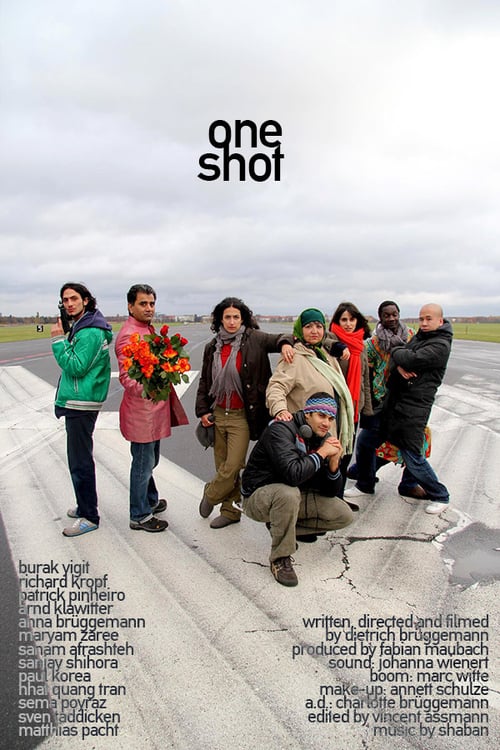 one
shot
burak yigit
richard kropf
patrick pinheiro
arnd klawitter
anna brüggemann
maryam zaree
sanam afrashteh
sanjay shihora
paul korea
nhai quang tran
sema poyraz
sven taddicken
matthias pacht
written, directed and filmed
by dietrich brüggemann
produced by fabian maubach
sound: johanna wienert
boom: marc witte
make-up: annett schulze
a.d.: charlotte brüggemann
edited by vincent assmann
music by shaban
5